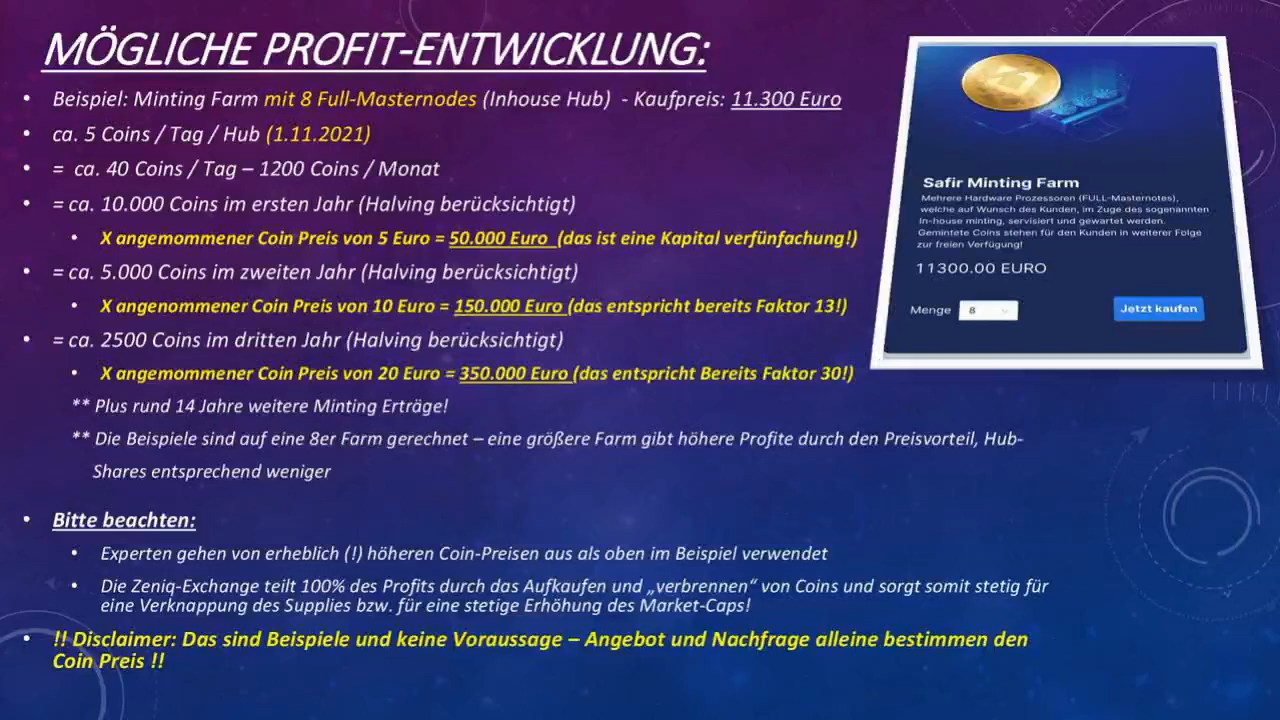 MÖGLICHE PROFIT-ENTWICKLUNG:
• Beispiel: Minting Farm mit 8 Full-Masternodes (Inhouse Hub) - Kaufpreis: 11.300 Euro
• ca. 5 Coins / Tag / Hub (1.11.2021)
• = ca. 40 Coins / Tag – 1200 Coins / Monat
• = ca. 10.000 Coins im ersten Jahr (Halving berücksichtigt)
• X angemommener Coin Preis von 5 Euro = 50.000 Euro (das ist eine Kapital verfünfachung!)
• = ca. 5.000 Coins im zweiten Jahr (Halving berücksichtigt)
• X angenommener Coin Preis von 10 Euro = 150.000 Euro (das entspricht bereits Faktor 13!)
• = ca. 2500 Coins im dritten Jahr (Halving berücksichtigt)
• X angemommener Coin Preis von 20 Euro = 350.000 Euro (das entspricht Bereits Faktor 30!)
** Plus rund 14 Jahre weitere Minting Erträge!
** Die Beispiele sind auf eine 8er Farm gerechnet – eine größere Farm gibt höhere Profite durch den Preisvorteil, Hub-
Shares entsprechend weniger
• Bitte beachten:
• Experten gehen von erheblich (!) höheren Coin-Preisen aus als oben im Beispiel verwendet
• Die Zeniq-Exchange teilt 100% des Profits durch das Aufkaufen und „verbrennen“ von Coins und sorgt somit stetig für
eine Verknappung des Supplies bzw. für eine stetige Erhöhung des Market-Caps!
• !! Disclaimer: Das sind Beispiele und keine Voraussage – Angebot und Nachfrage alleine bestimmen den
Coin Preis !!
Safir Minting Farm
Mehrere Hardware Prozessoren (FULL-Masternotes),
welche auf Wunsch des Kunden, im Zuge des sogenannten
In-house minting, servisiert und gewartet werden.
Gemintete Coins stehen für den Kunden in weiterer Folge
zur freien Verfügung!
11300.00 EURO
Menge 8 Jetzt kaufen